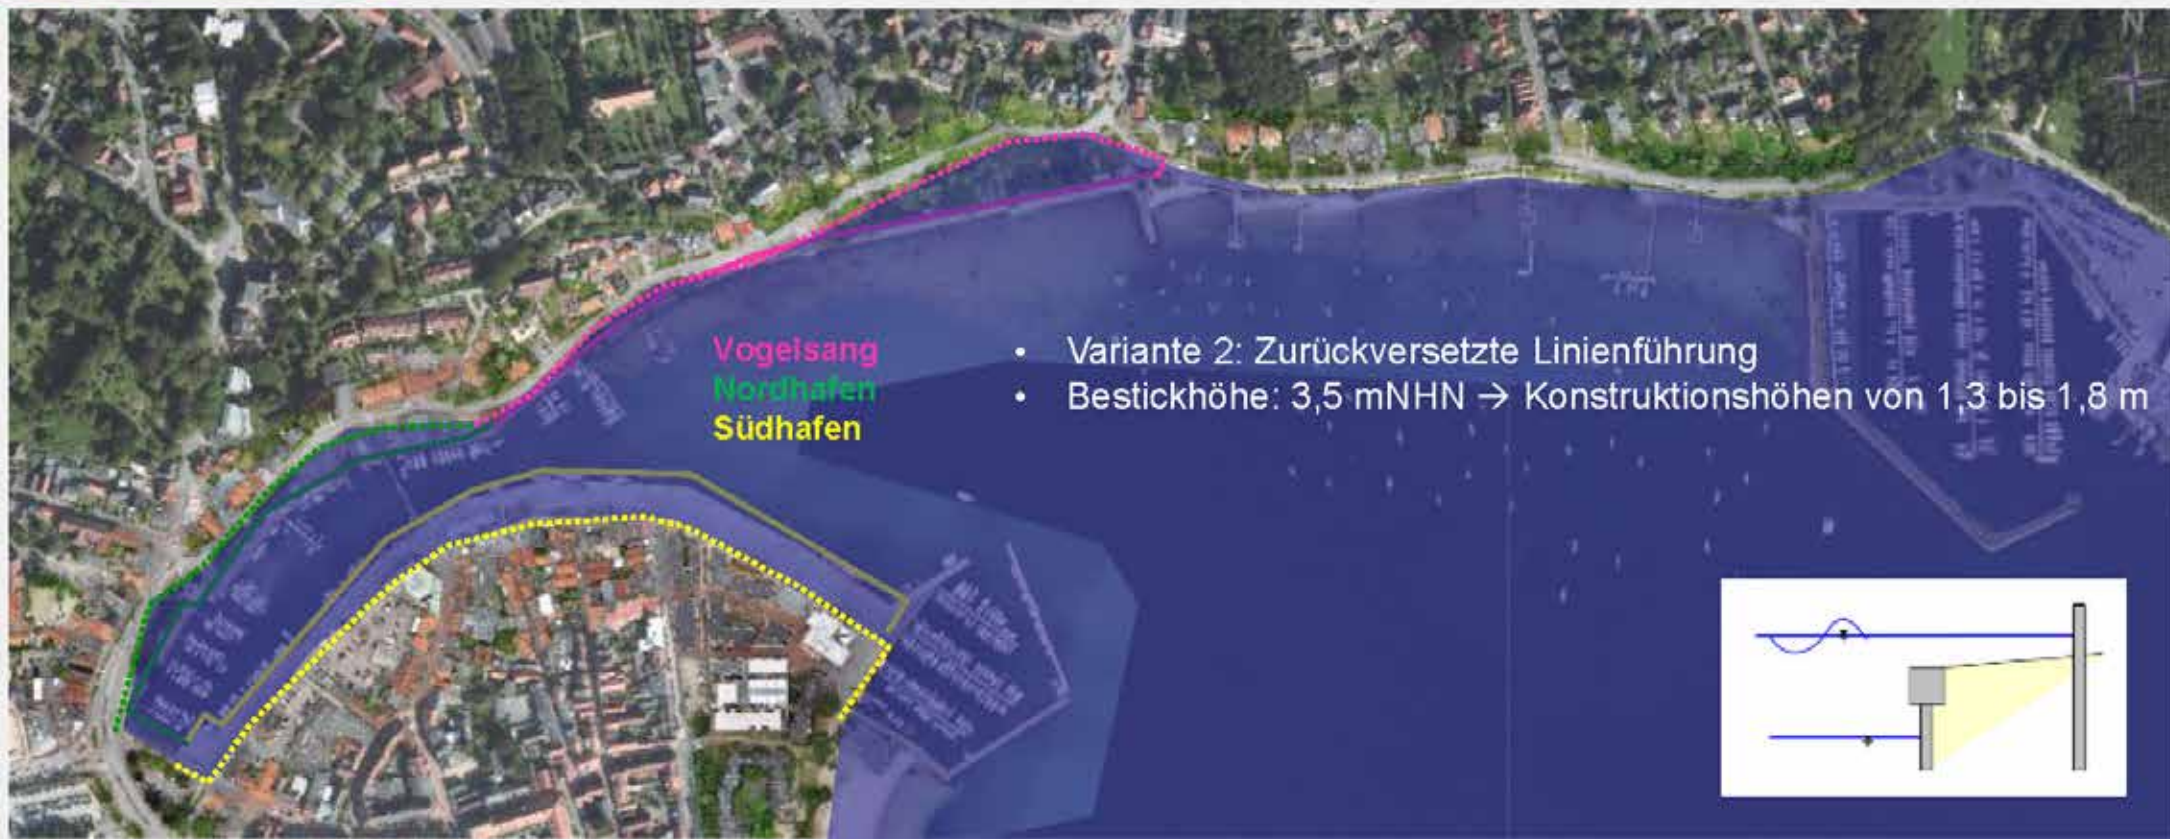 N
Vogelsang
Nordhafen
Südhafen
• Variante 2: Zurückversetzte Linienführung
• Bestickhöhe: 3,5 mNHN → Konstruktionshöhen von 1,3 bis 1,8 m